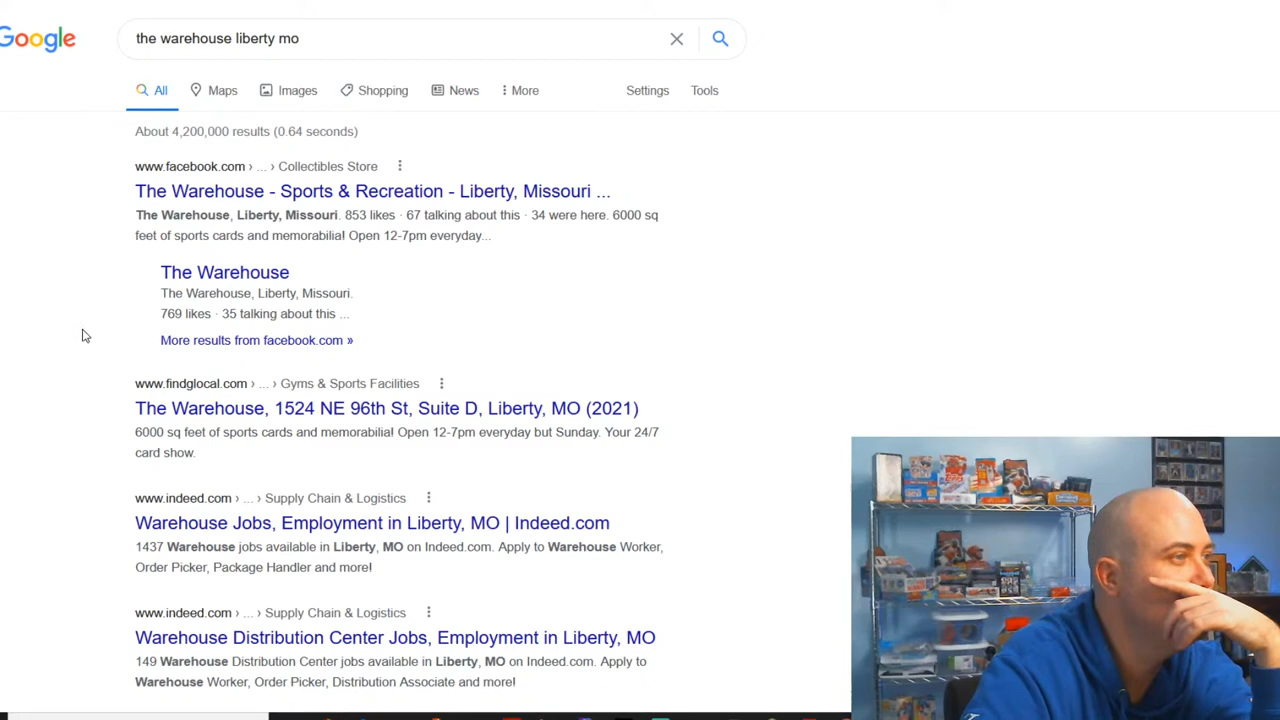 Google
the warehouse liberty mo
All
Maps
Images
Shopping
News
More
Settings
Tools
About 4,200,000 results (0.64 seconds)
www.facebook.com › ... › Collectibles Store
The Warehouse - Sports & Recreation - Liberty, Missouri ...
The Warehouse, Liberty, Missouri. 853 likes · 67 talking about this · 34 were here. 6000 sq
feet of sports cards and memorabilia! Open 12-7pm everyday...
The Warehouse
The Warehouse, Liberty, Missouri.
769 likes · 35 talking about this ...
More results from facebook.com »
www.findglocal.com › ... › Gyms & Sports Facilities
The Warehouse, 1524 NE 96th St, Suite D, Liberty, MO (2021)
6000 sq feet of sports cards and memorabilia! Open 12-7pm everyday but Sunday. Your 24/7
card show.
www.indeed.com › ... › Supply Chain & Logistics
Warehouse Jobs, Employment in Liberty, MO | Indeed.com
1437 Warehouse jobs available in Liberty, MO on Indeed.com. Apply to Warehouse Worker,
Order Picker, Package Handler and more!
www.indeed.com › ... › Supply Chain & Logistics
Warehouse Distribution Center Jobs, Employment in Liberty, MO
149 Warehouse Distribution Center jobs available in Liberty, MO on Indeed.com. Apply to
Warehouse Worker, Order Picker, Distribution Associate and more!